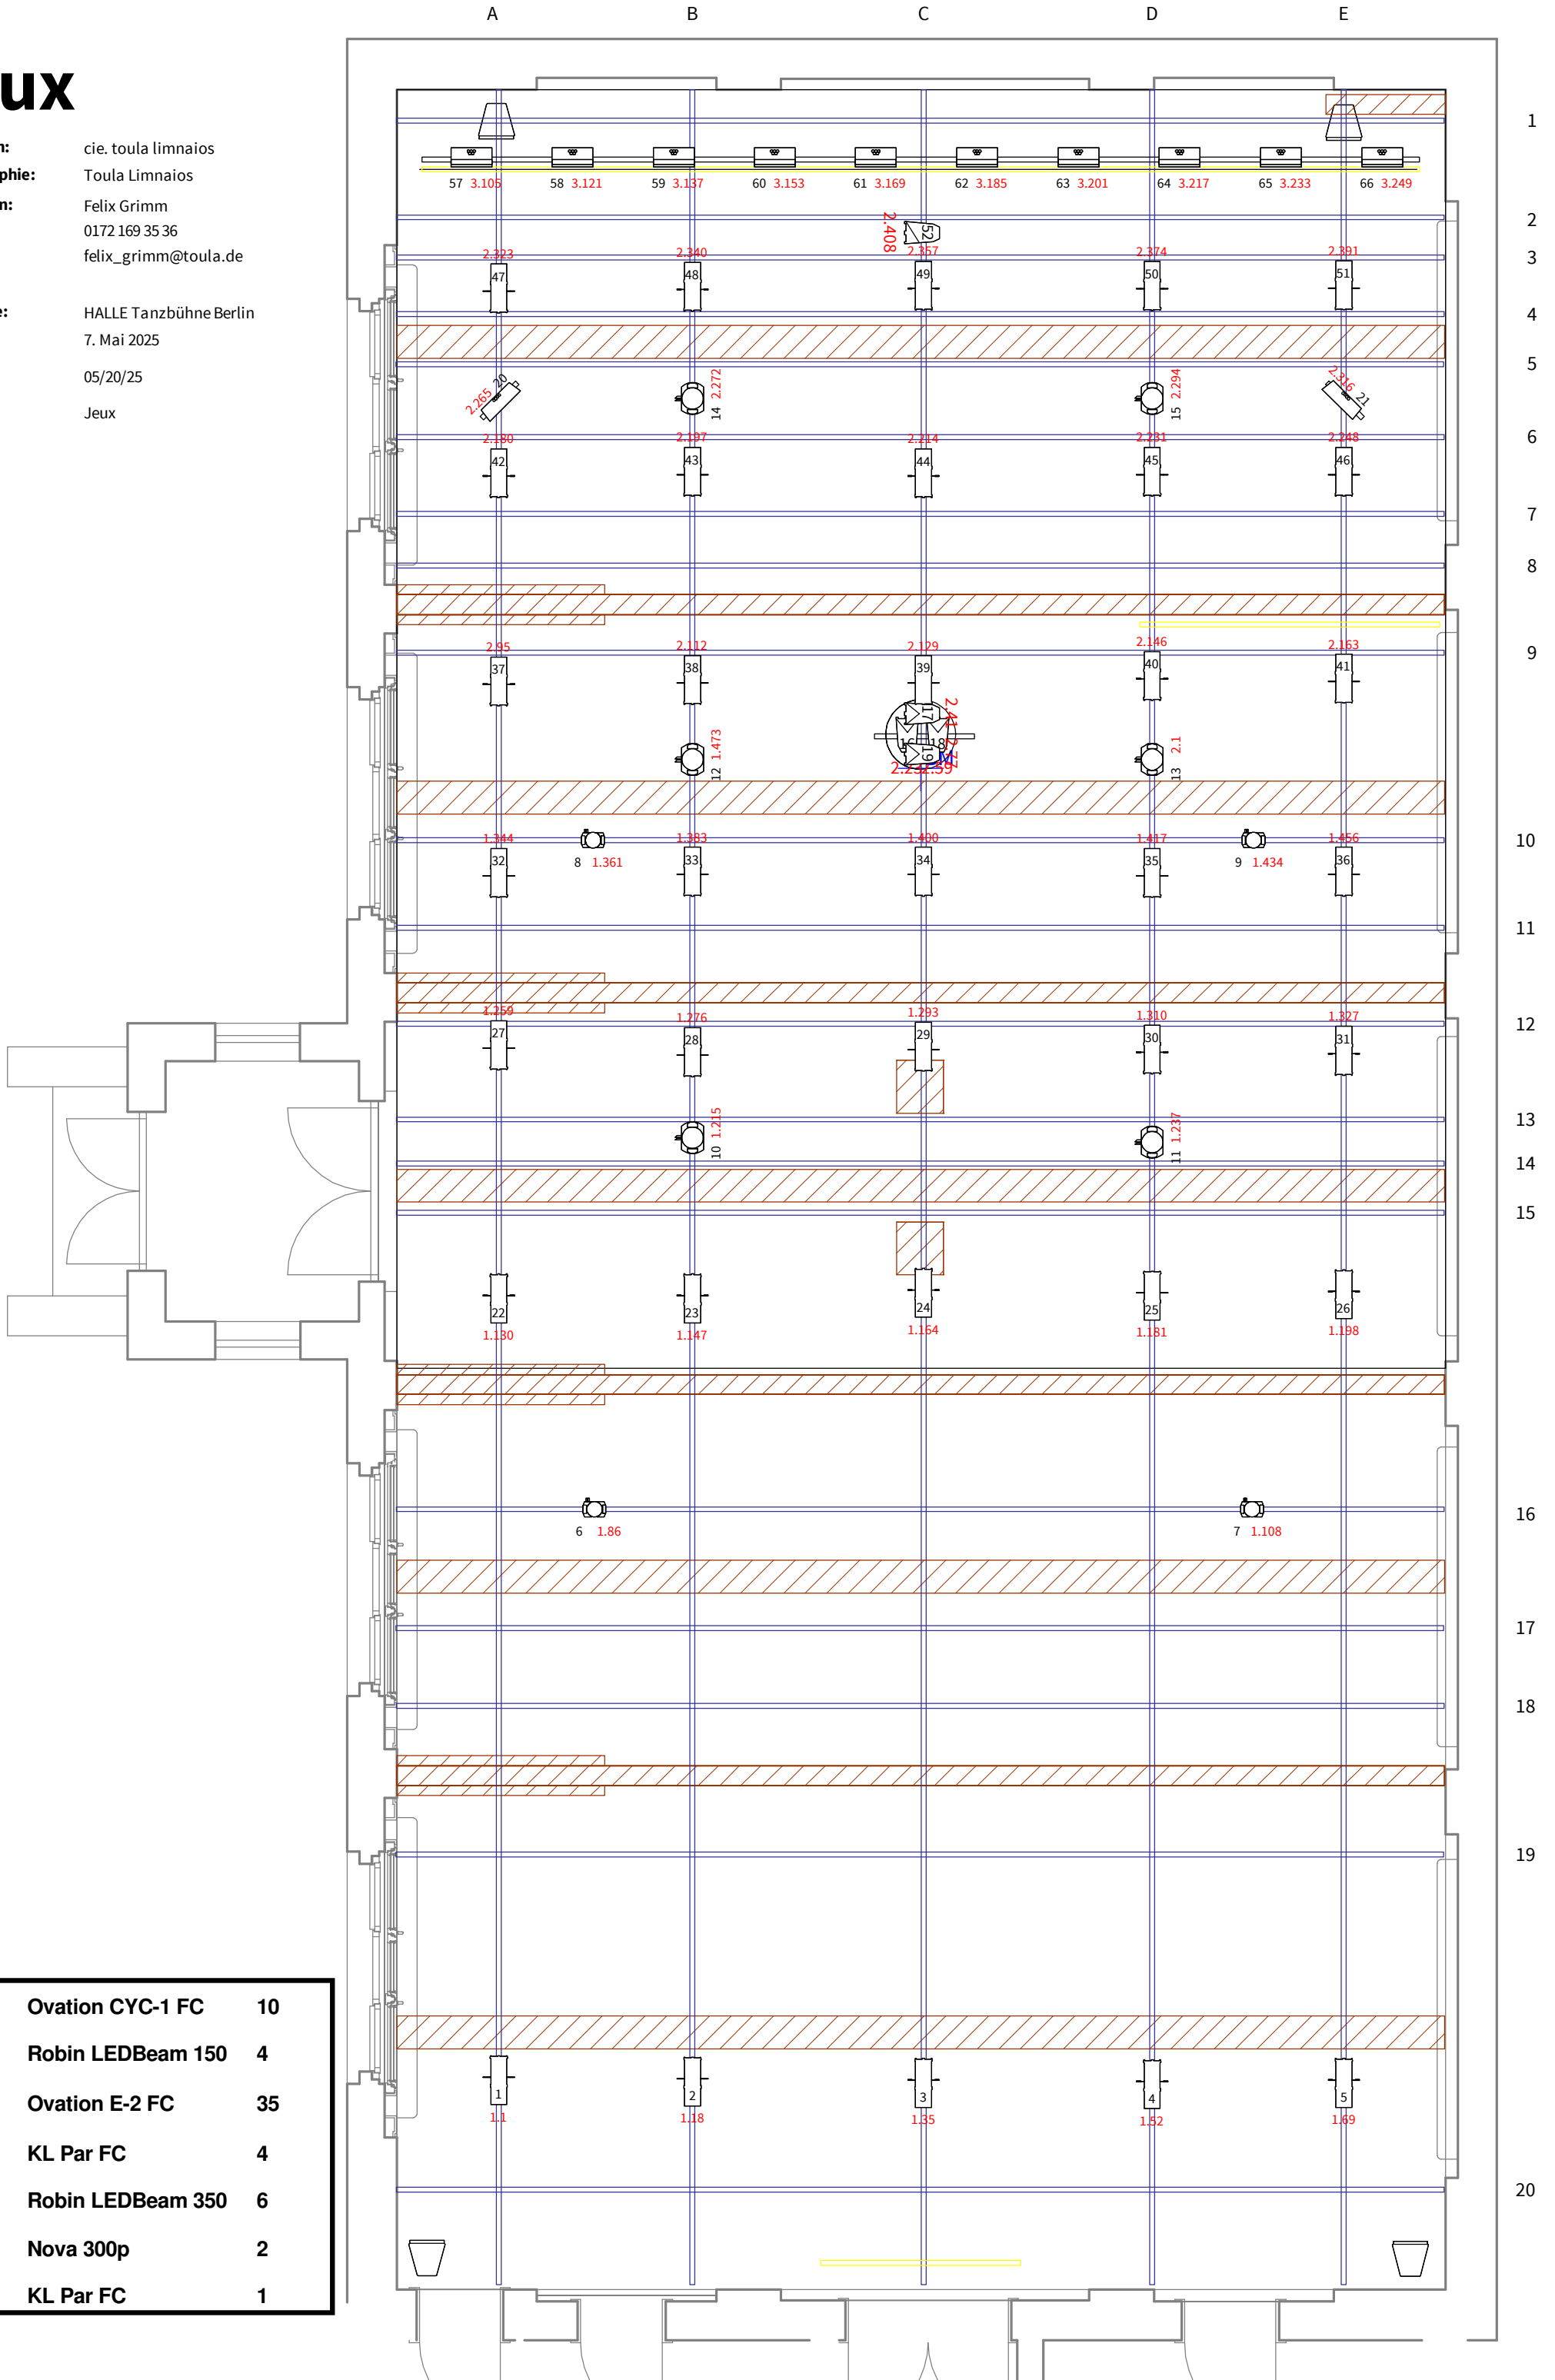 A B C D E
ux
n: cie. toula limnaios
phie: Toula Limnaios
n: Felix Grimm
0172 169 35 36
felix_grimm@toula.de
e: HALLE Tanzbühne Berlin
7. Mai 2025
05/20/25
Jeux
1
57 3.105 58 3.121 59 3.137 60 3.153 61 3.169 62 3.185 63 3.201 64 3.217 65 3.233 66 3.249
2
52 2.408
2.323 2.340 2.357 2.374 2.391
3
47 48 49 50 51
4
5
2.265 20 14 2.272 15 2.294 2.316 21
6
2.180 2.197 2.214 2.231 2.248
42 43 44 45 46
7
8
2.95 2.112 2.129 2.146 2.163
9
37 38 39 40 41
17 18 19
12 1.473 13 2.1
10
1.344 1.383 1.400 1.417 1.456
32 33 34 35 36
8 1.361 9 1.434
11
1.259 1.276 1.293 1.310 1.327
12
27 28 29 30 31
13
10 1.215 11 1.237
14
15
22 23 24 25 26
1.130 1.147 1.164 1.181 1.198
16
6 1.86 7 1.108
17
18
19
1 2 3 4 5
1.1 1.18 1.35 1.52 1.69
20
Ovation CYC-1 FC 10
Robin LEDBeam 150 4
Ovation E-2 FC 35
KL Par FC 4
Robin LEDBeam 350 6
Nova 300p 2
KL Par FC 1